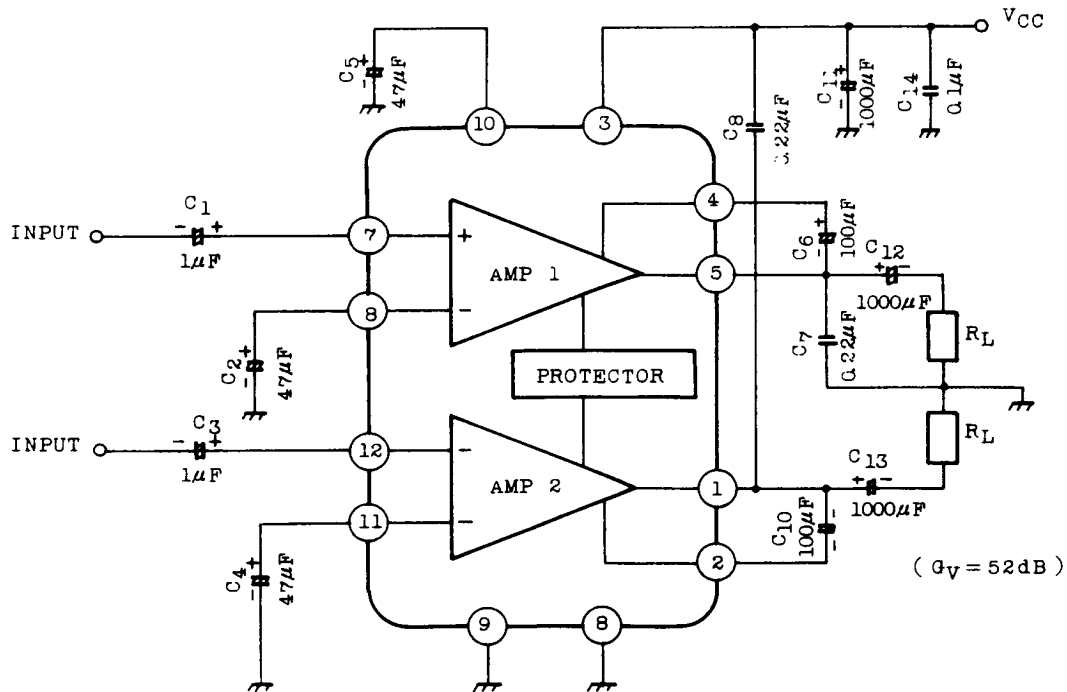 VCC
C5
47μF
+
-
C8
0.22μF
C11
1000μF
+
-
C14
0.1μF
10
3
C1
- +
INPUT
1μF
7
+
AMP 1
4
5
C6
100μF
+
-
C12
+ -
1000μF
8
-
C2
47μF
+
-
C7
0.22μF
RL
PROTECTOR
C3
- +
INPUT
1μF
12
-
AMP 2
1
C13
+ -
1000μF
RL
11
-
C10
100μF
-
-
2
C4
47μF
+
-
(GV=52dB)
9
8